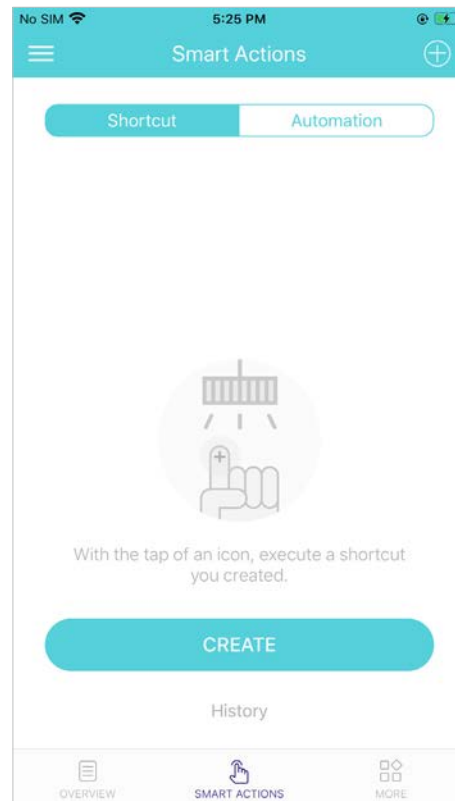 No SIM 5:25 PM
Smart Actions
Shortcut Automation
With the tap of an icon, execute a shortcut
you created.
CREATE
History
OVERVIEW SMART ACTIONS MORE